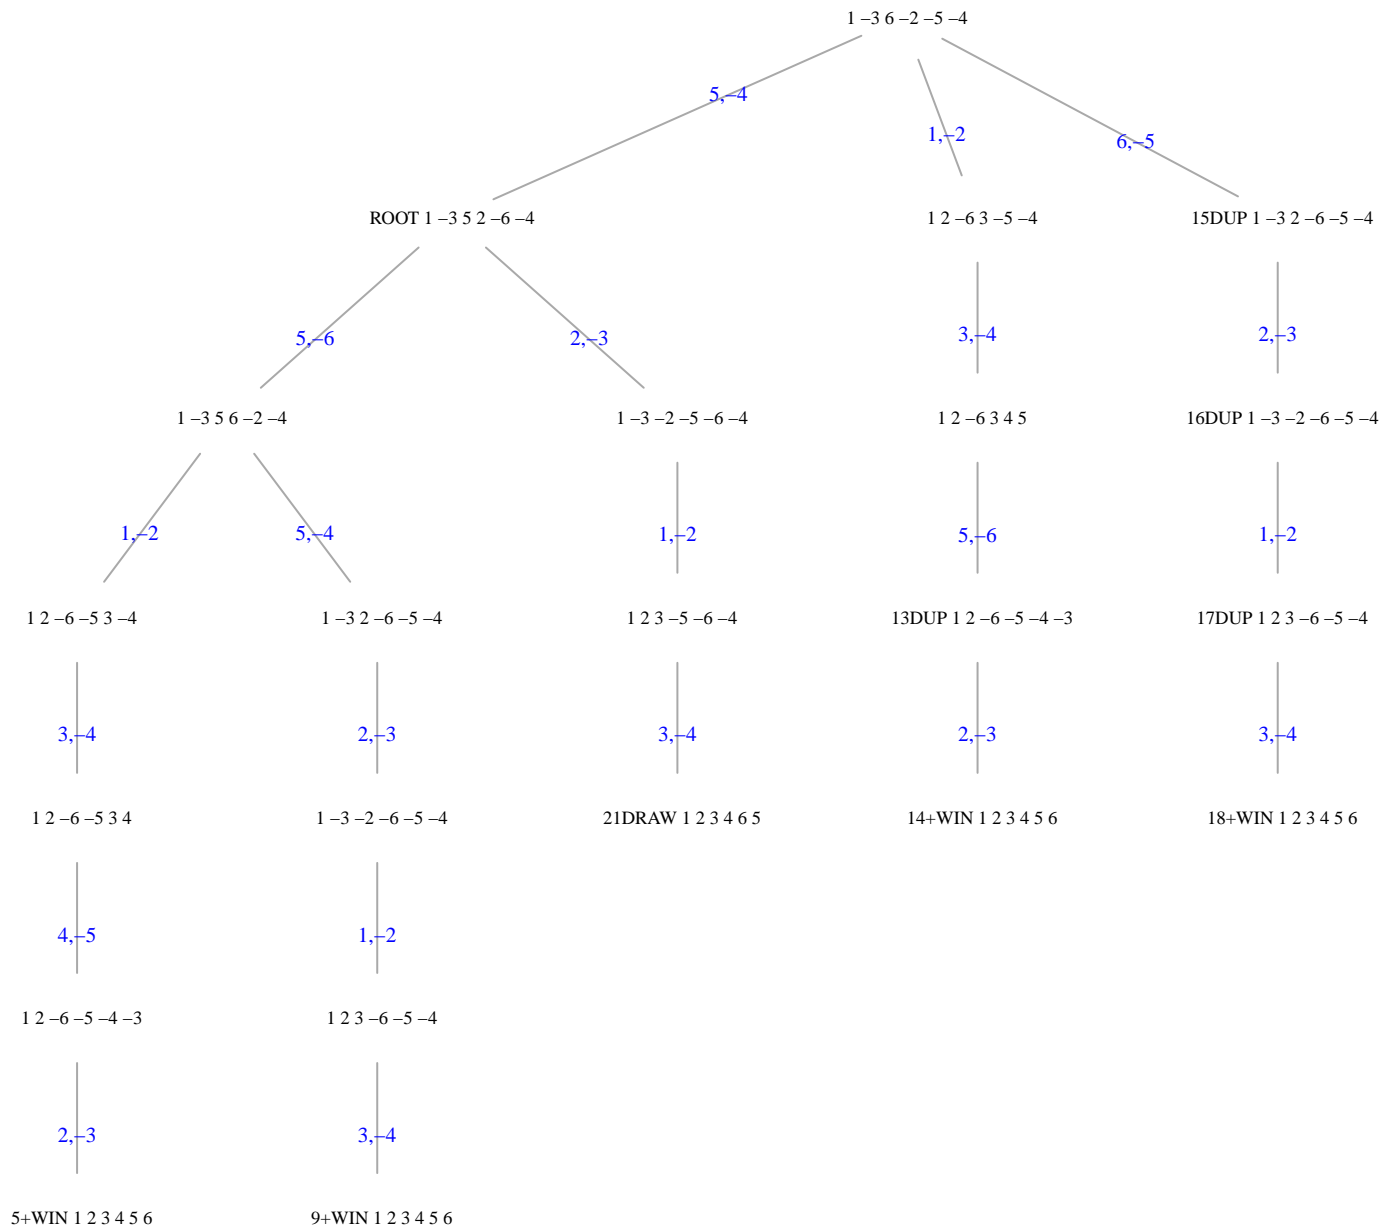 1 –3 6 –2 –5 –4
5,–4
1,–2
6,–5
ROOT 1 –3 5 2 –6 –4
1 2 –6 3 –5 –4
15DUP 1 –3 2 –6 –5 –4
5,–6
2,–3
3,–4
2,–3
1 –3 5 6 –2 –4
1 –3 –2 –5 –6 –4
1 2 –6 3 4 5
16DUP 1 –3 –2 –6 –5 –4
1,–2
5,–4
1,–2
5,–6
1,–2
1 2 –6 –5 3 –4
1 –3 2 –6 –5 –4
1 2 3 –5 –6 –4
13DUP 1 2 –6 –5 –4 –3
17DUP 1 2 3 –6 –5 –4
3,–4
2,–3
3,–4
2,–3
3,–4
1 2 –6 –5 3 4
1 –3 –2 –6 –5 –4
21DRAW 1 2 3 4 6 5
14+WIN 1 2 3 4 5 6
18+WIN 1 2 3 4 5 6
4,–5
1,–2
1 2 –6 –5 –4 –3
1 2 3 –6 –5 –4
2,–3
3,–4
5+WIN 1 2 3 4 5 6
9+WIN 1 2 3 4 5 6